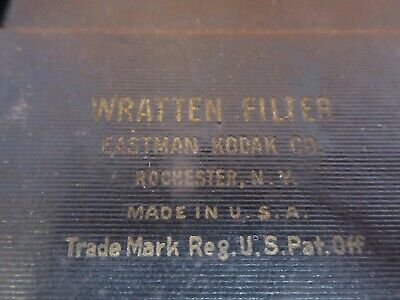 WRATTEN FILTER
EASTMAN KODAK CO.
ROCHESTER, N. Y.
MADE IN U. S. A.
Trade Mark Reg. U. S. Pat. Off